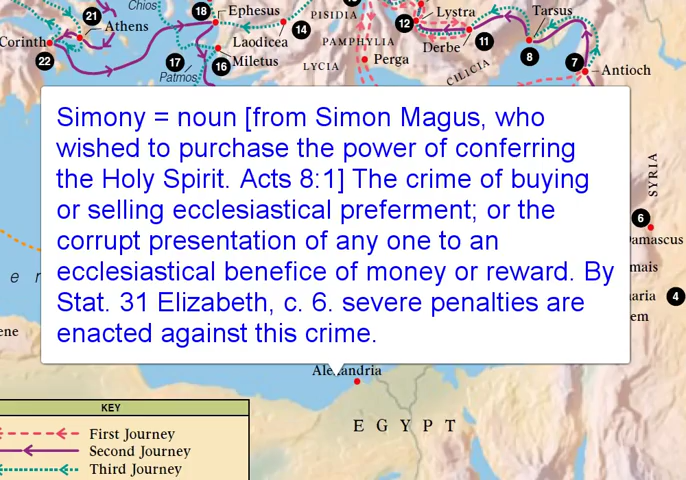 Chios
PISIDIA
21
Athens
18
Ephesus
Lystra
Tarsus
Corinth
Laodicea
14
12
22
PAMPHYLIA
Derbe
11
8
7
Antioch
17
Patmos
16
Miletus
LYCIA
Perga
CILICIA
Simony = noun [from Simon Magus, who
wished to purchase the power of conferring
the Holy Spirit. Acts 8:1] The crime of buying
or selling ecclesiastical preferment; or the
corrupt presentation of any one to an
ecclesiastical benefice of money or reward. By
Stat. 31 Elizabeth, c. 6. severe penalties are
enacted against this crime.
SYRIA
6
amascus
e r
mais
aria
4
em
ene
Alexandria
EGYPT
KEY
First Journey
Second Journey
Third Journey